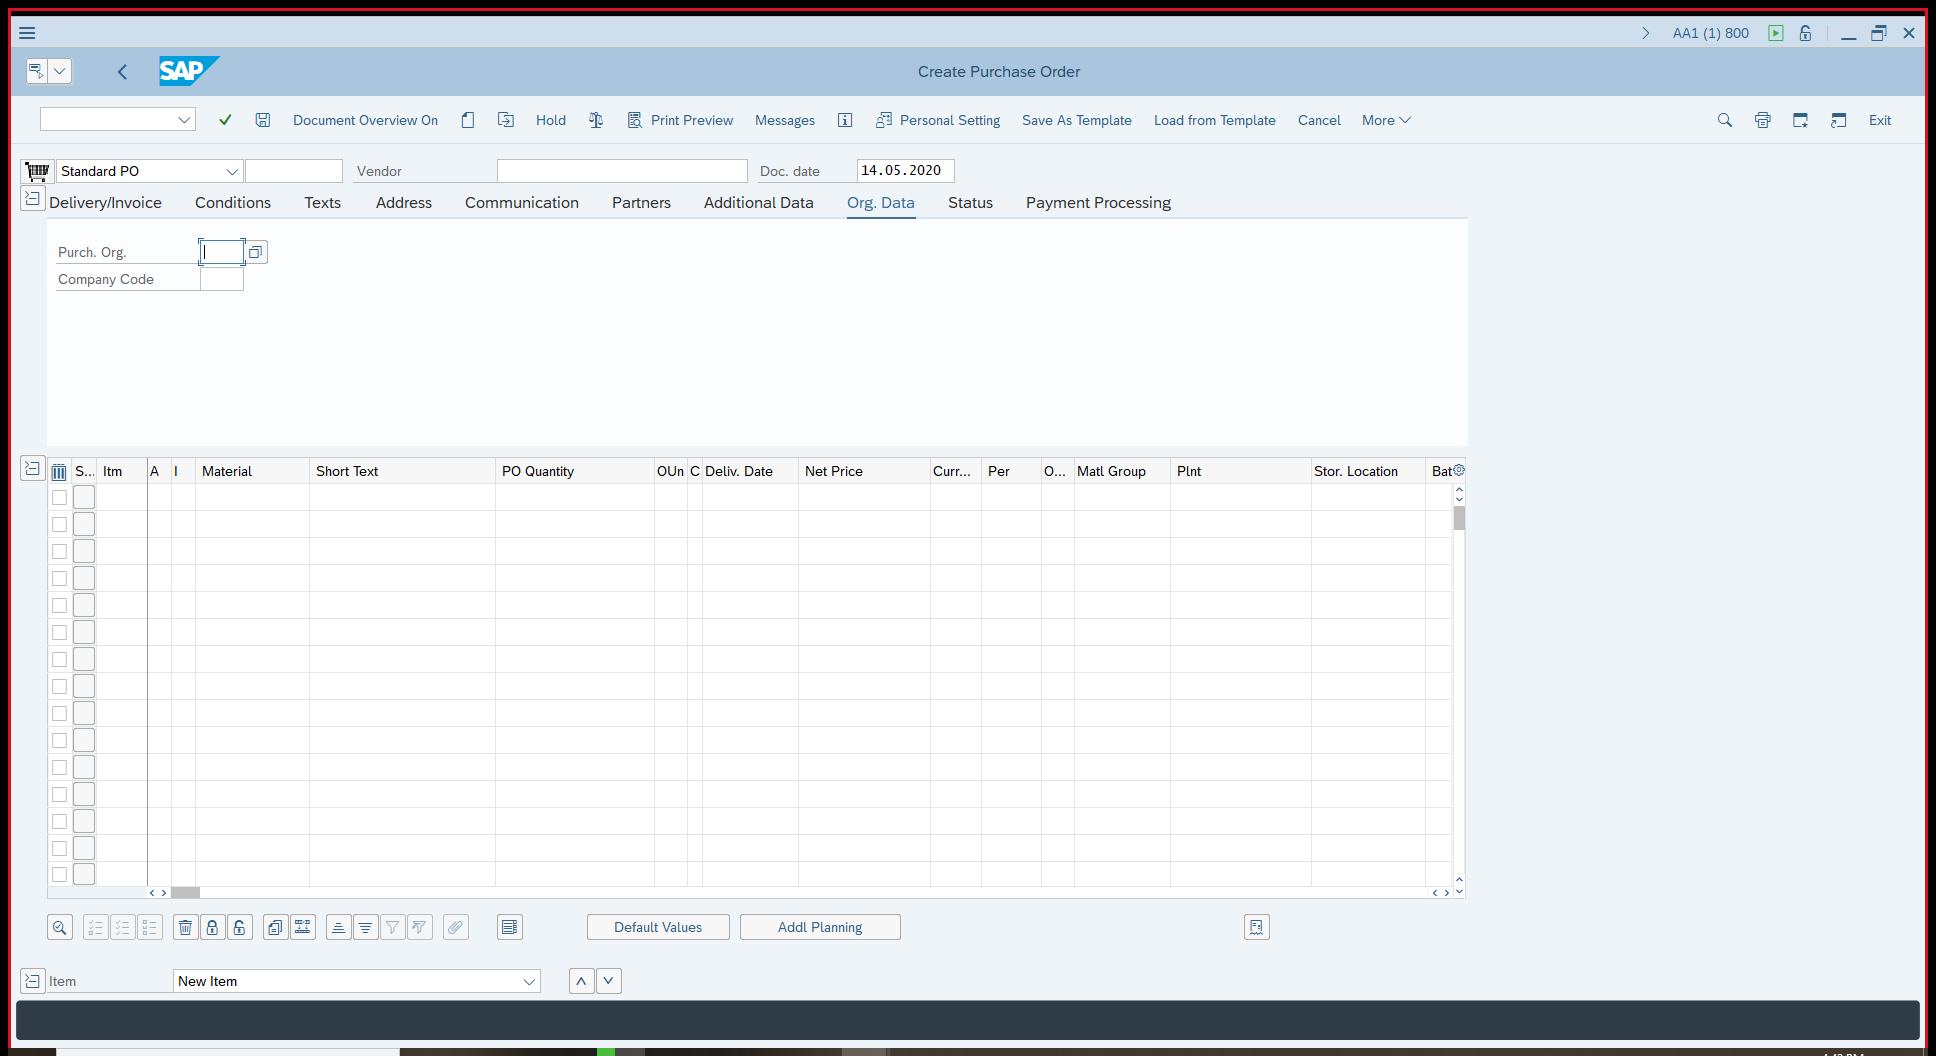 AA1 (1) 800
SAP
Create Purchase Order
Document Overview On Hold Print Preview Messages Personal Setting Save As Template Load from Template Cancel More Exit
Standard PO Vendor Doc. date 14.05.2020
Delivery/Invoice Conditions Texts Address Communication Partners Additional Data Org. Data Status Payment Processing
Purch. Org.
Company Code
S... Itm A I Material Short Text PO Quantity OUn C Deliv. Date Net Price Curr... Per O... Matl Group Plnt Stor. Location Bat
Default Values Addl Planning
Item New Item